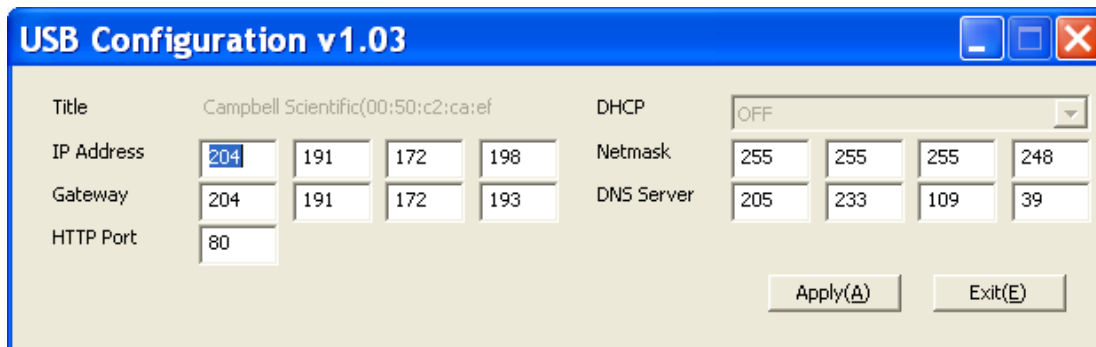 USB Configuration v1.03
Title Campbell Scientific(00:50:c2:ca:ef DHCP OFF
IP Address 204 191 172 198 Netmask 255 255 255 248
Gateway 204 191 172 193 DNS Server 205 233 109 39
HTTP Port 80
Apply(A) Exit(E)